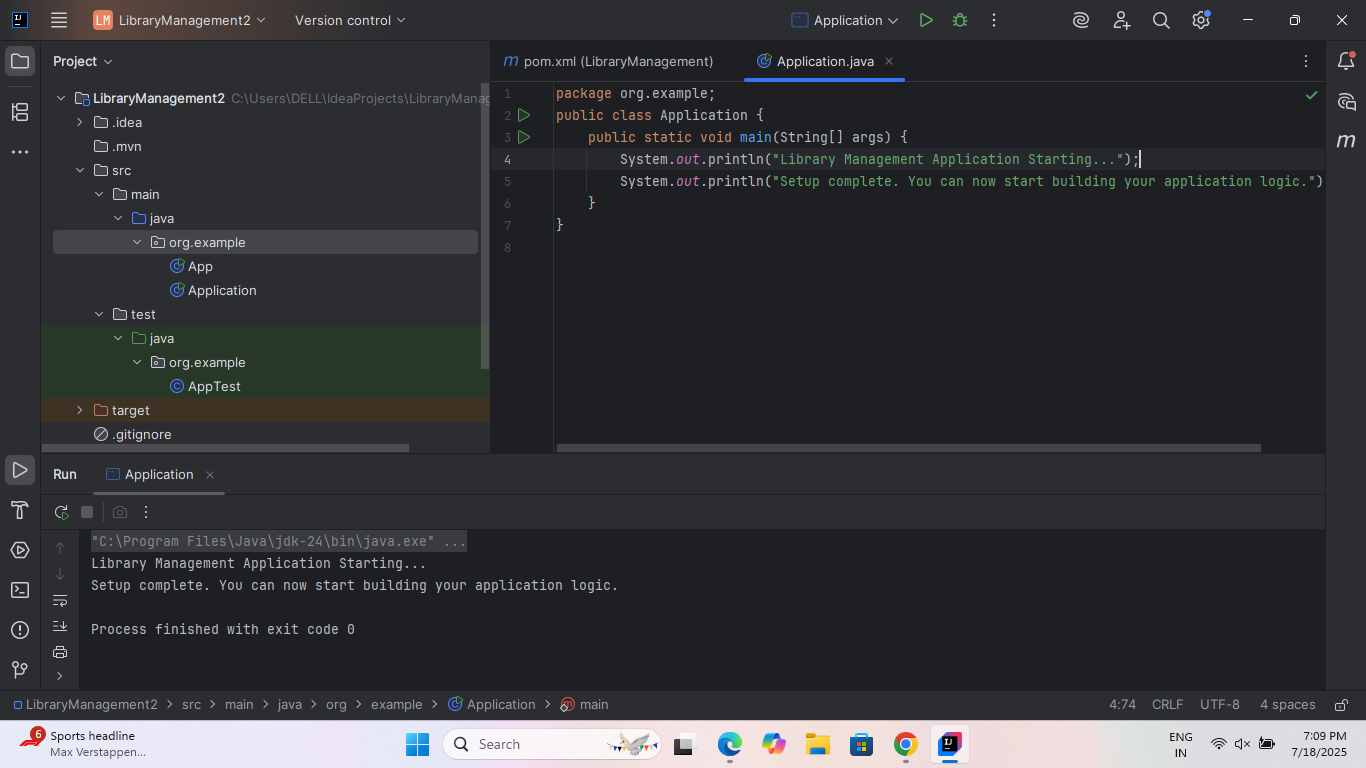 LM LibraryManagement2 Version control Application
Project
pom.xml (LibraryManagement) Application.java
LibraryManagement2 C:\Users\DELL\IdeaProjects\LibraryManag
.idea
.mvn
src
main
java
org.example
App
Application
test
java
org.example
AppTest
target
.gitignore
1 package org.example;
2 public class Application {
3 public static void main(String[] args) {
4 System.out.println("Library Management Application Starting...");
5 System.out.println("Setup complete. You can now start building your application logic.")
6 }
7 }
8
Run Application
"C:\Program Files\Java\jdk-24\bin\java.exe" ...
Library Management Application Starting...
Setup complete. You can now start building your application logic.
Process finished with exit code 0
LibraryManagement2 > src > main > java > org > example > Application > main 4:74 CRLF UTF-8 4 spaces
6 Sports headline
Max Verstappen...
Search
ENG
IN
7:09 PM
7/18/2025